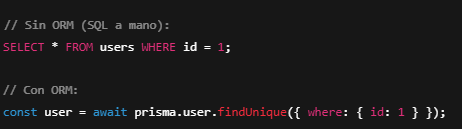 // Sin ORM (SQL a mano):
SELECT * FROM users WHERE id = 1;
// Con ORM:
const user = await prisma.user.findUnique({ where: { id: 1 } });